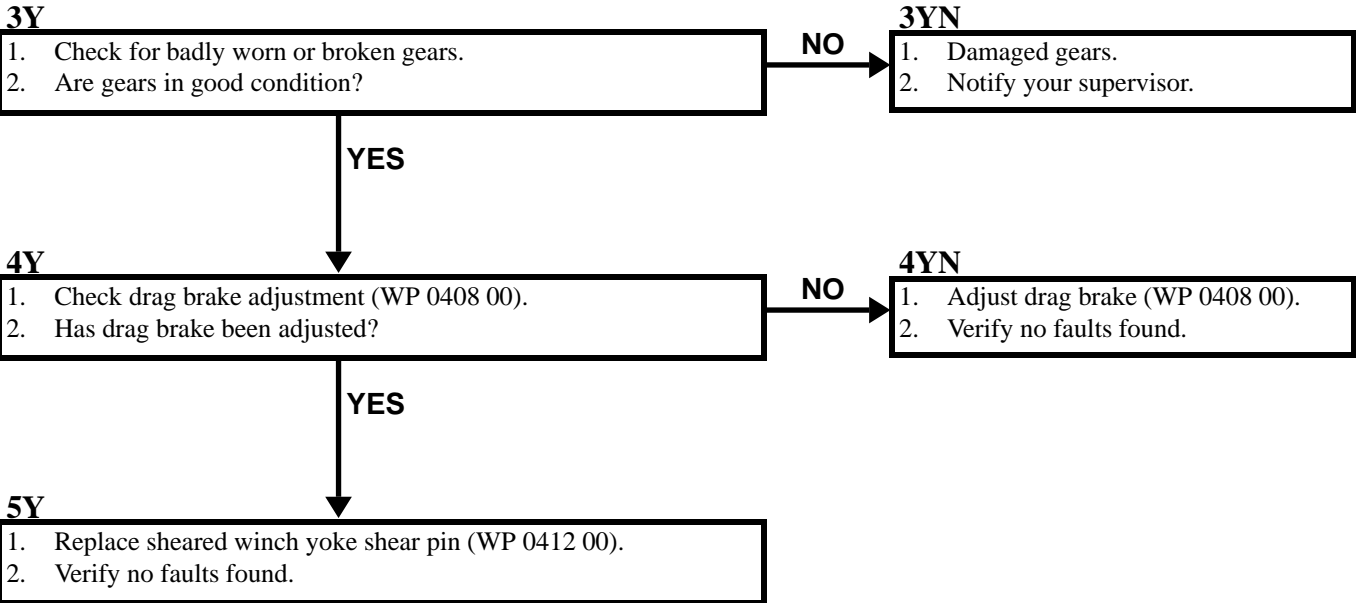 3Y
1. Check for badly worn or broken gears.
2. Are gears in good condition?
NO
3YN
1. Damaged gears.
2. Notify your supervisor.
YES
4Y
1. Check drag brake adjustment (WP 0408 00).
2. Has drag brake been adjusted?
NO
4YN
1. Adjust drag brake (WP 0408 00).
2. Verify no faults found.
YES
5Y
1. Replace sheared winch yoke shear pin (WP 0412 00).
2. Verify no faults found.